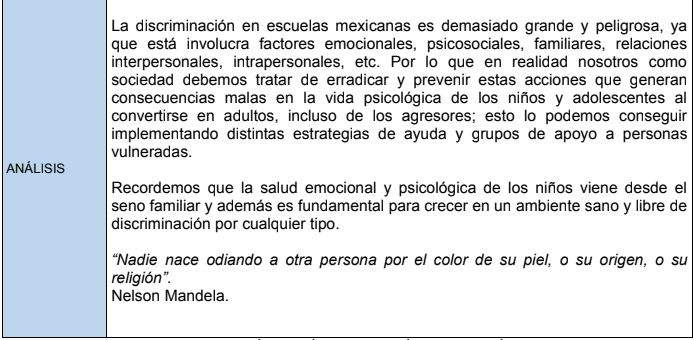 La discriminación en escuelas mexicanas es demasiado grande y peligrosa, ya
que está involucra factores emocionales, psicosociales, familiares, relaciones
interpersonales, intrapersonales, etc. Por lo que en realidad nosotros como
sociedad debemos tratar de erradicar y prevenir estas acciones que generan
consecuencias malas en la vida psicológica de los niños y adolescentes al
convertirse en adultos, incluso de los agresores; esto lo podemos conseguir
implementando distintas estrategias de ayuda y grupos de apoyo a personas
vulneradas.
ANÁLISIS
Recordemos que la salud emocional y psicológica de los niños viene desde el
seno familiar y además es fundamental para crecer en un ambiente sano y libre de
discriminación por cualquier tipo.
“Nadie nace odiando a otra persona por el color de su piel, o su origen, o su
religión”.
Nelson Mandela.